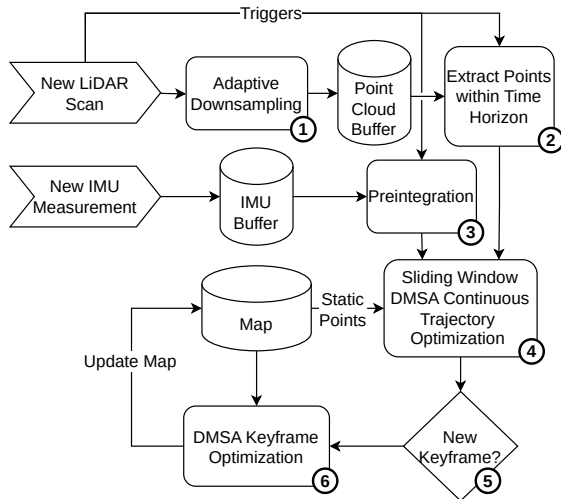 Triggers
New LiDAR
Scan
Adaptive
Downsampling
1
Point
Cloud
Buffer
Extract Points
within Time
Horizon
2
New IMU
Measurement
IMU
Buffer
Preintegration
3
Map
Static
Points
Sliding Window
DMSA Continuous
Trajectory
Optimization
4
Update Map
DMSA Keyframe
Optimization
6
New
Keyframe?
5